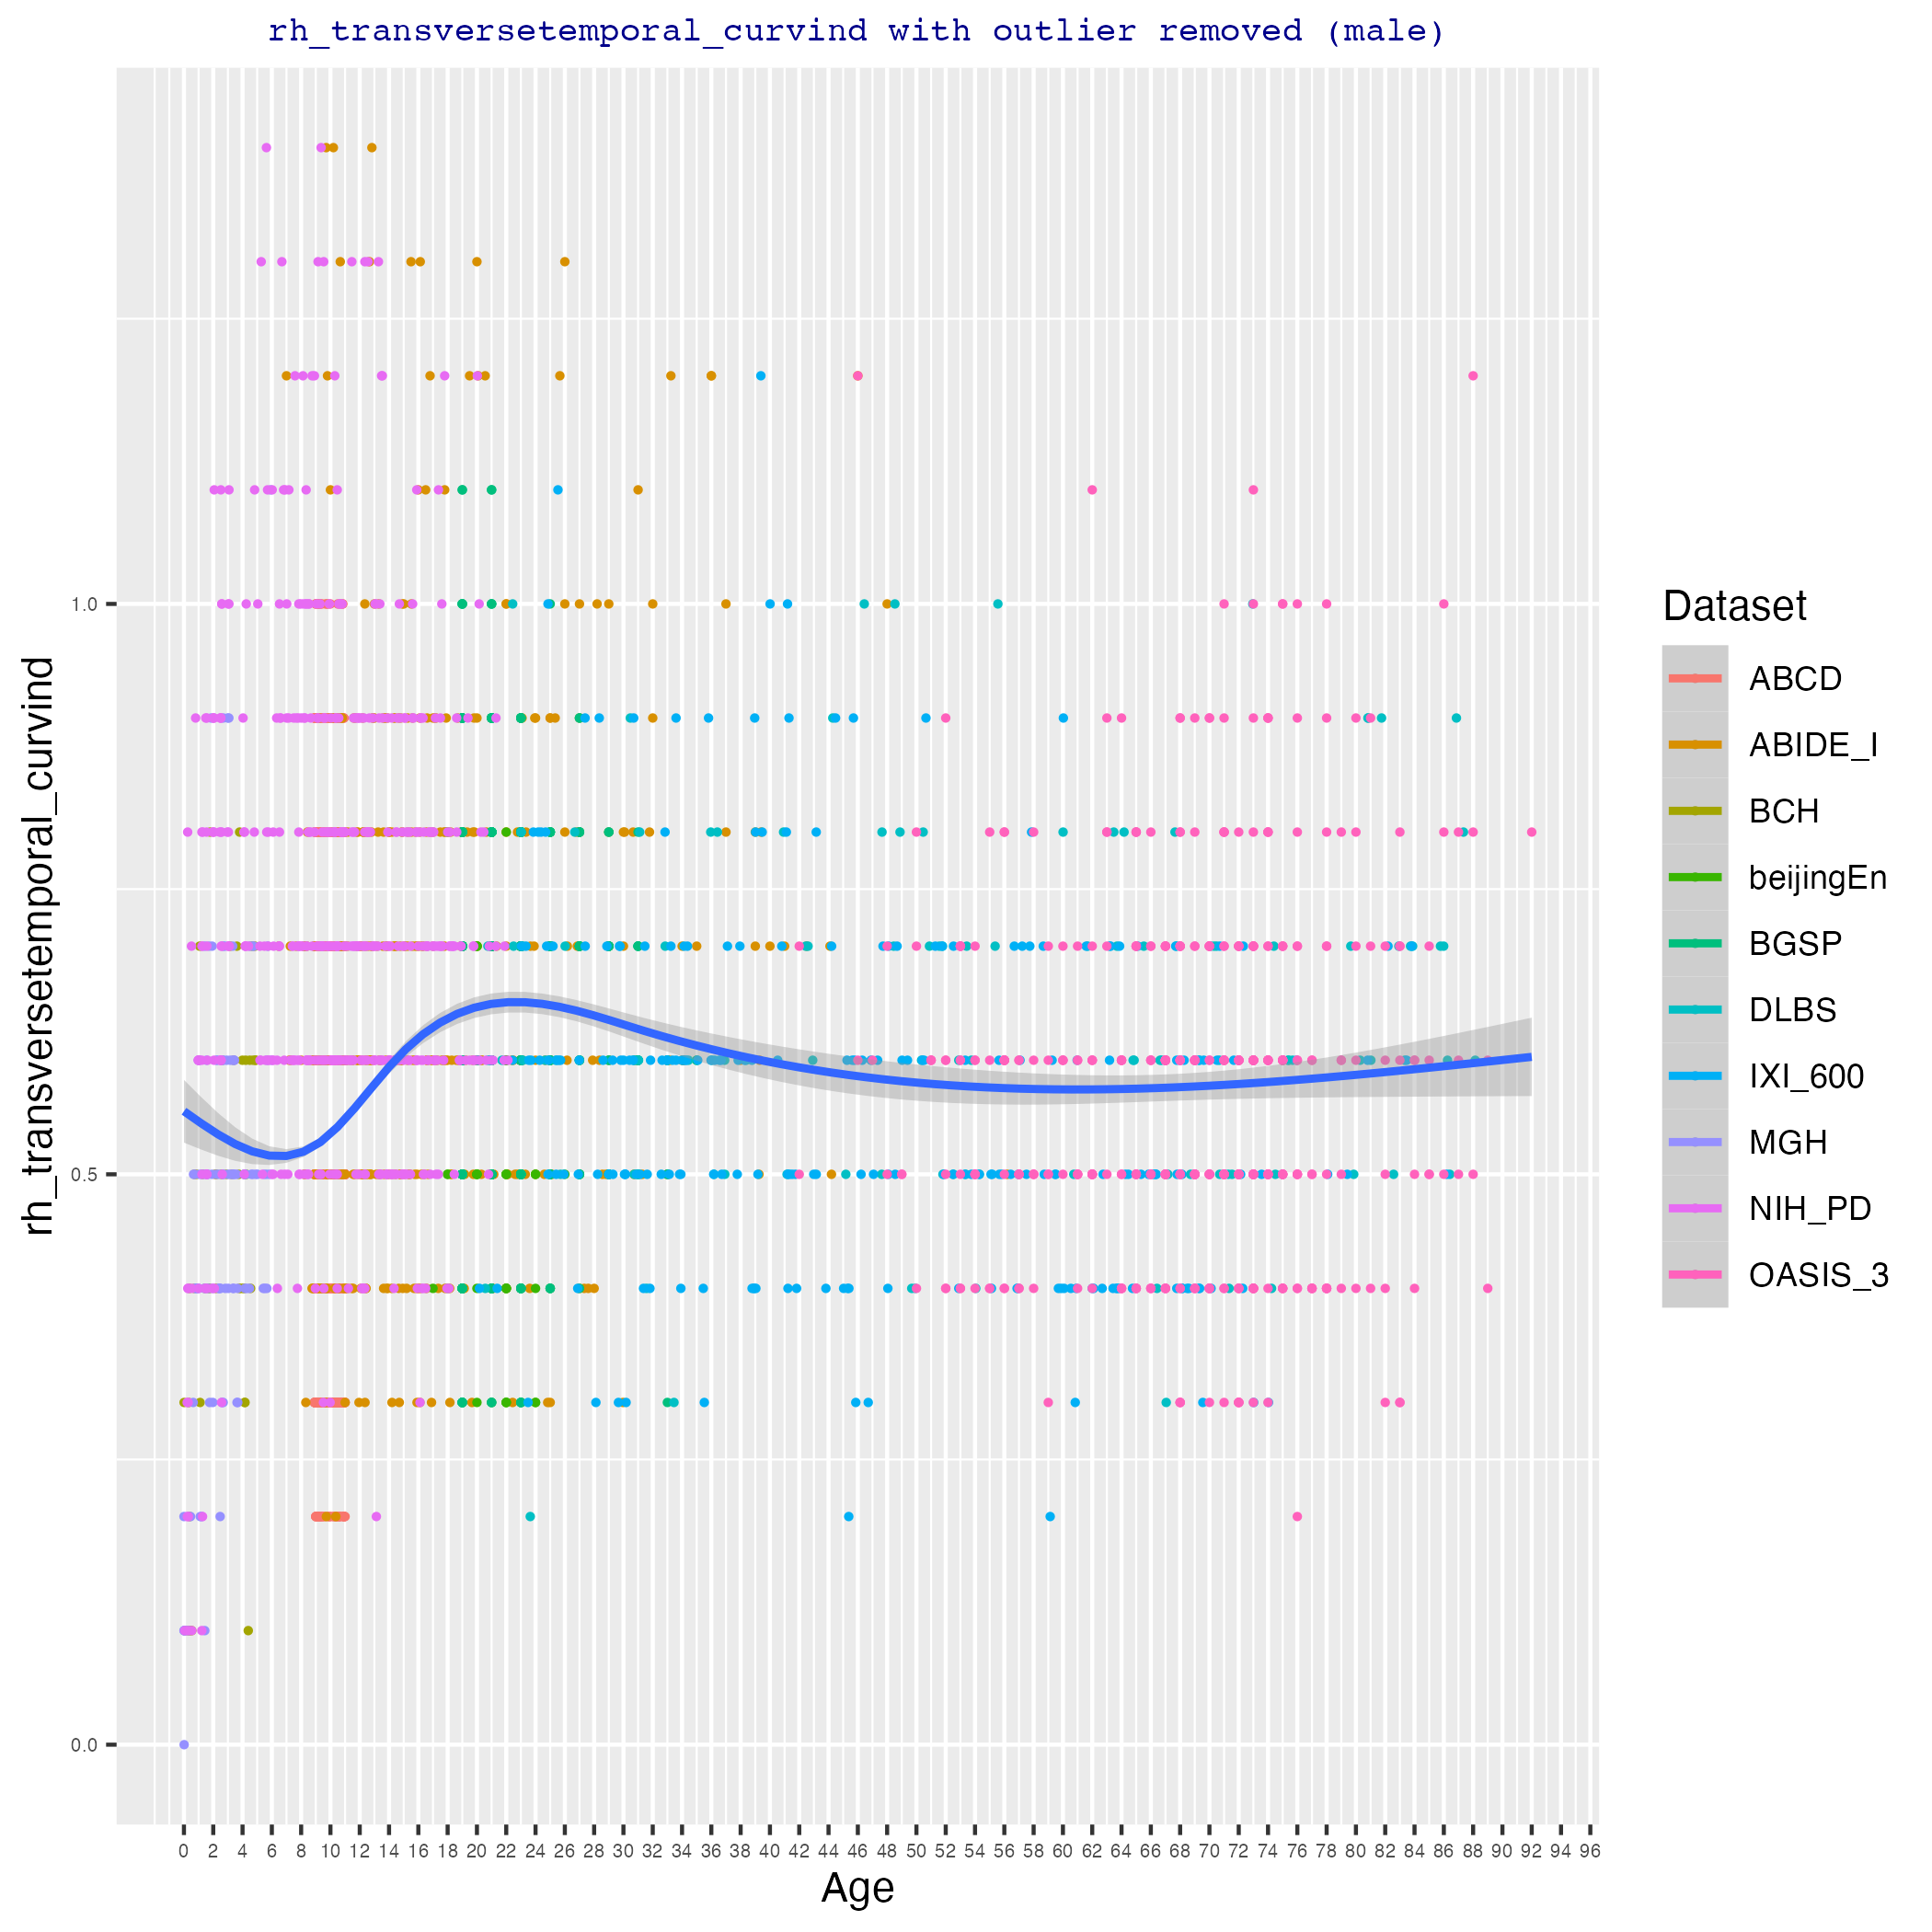 rh_transversetemporal_curvind with outlier removed (male)
rh_transversetemporal_curvind
1.0
0.5
0.0
0 2 4 6 8 10 12 14 16 18 20 22 24 26 28 30 32 34 36 38 40 42 44 46 48 50 52 54 56 58 60 62 64 66 68 70 72 74 76 78 80 82 84 86 88 90 92 94 96
Age
Dataset
ABCD
ABIDE_I
BCH
beijingEn
BGSP
DLBS
IXI_600
MGH
NIH_PD
OASIS_3